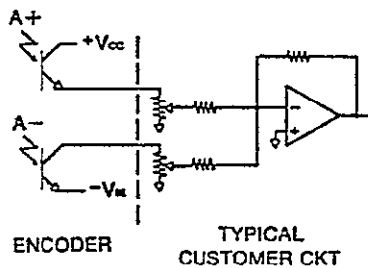 A+
+Vcc
A−
−
+
ENCODER
TYPICAL
CUSTOMER CKT